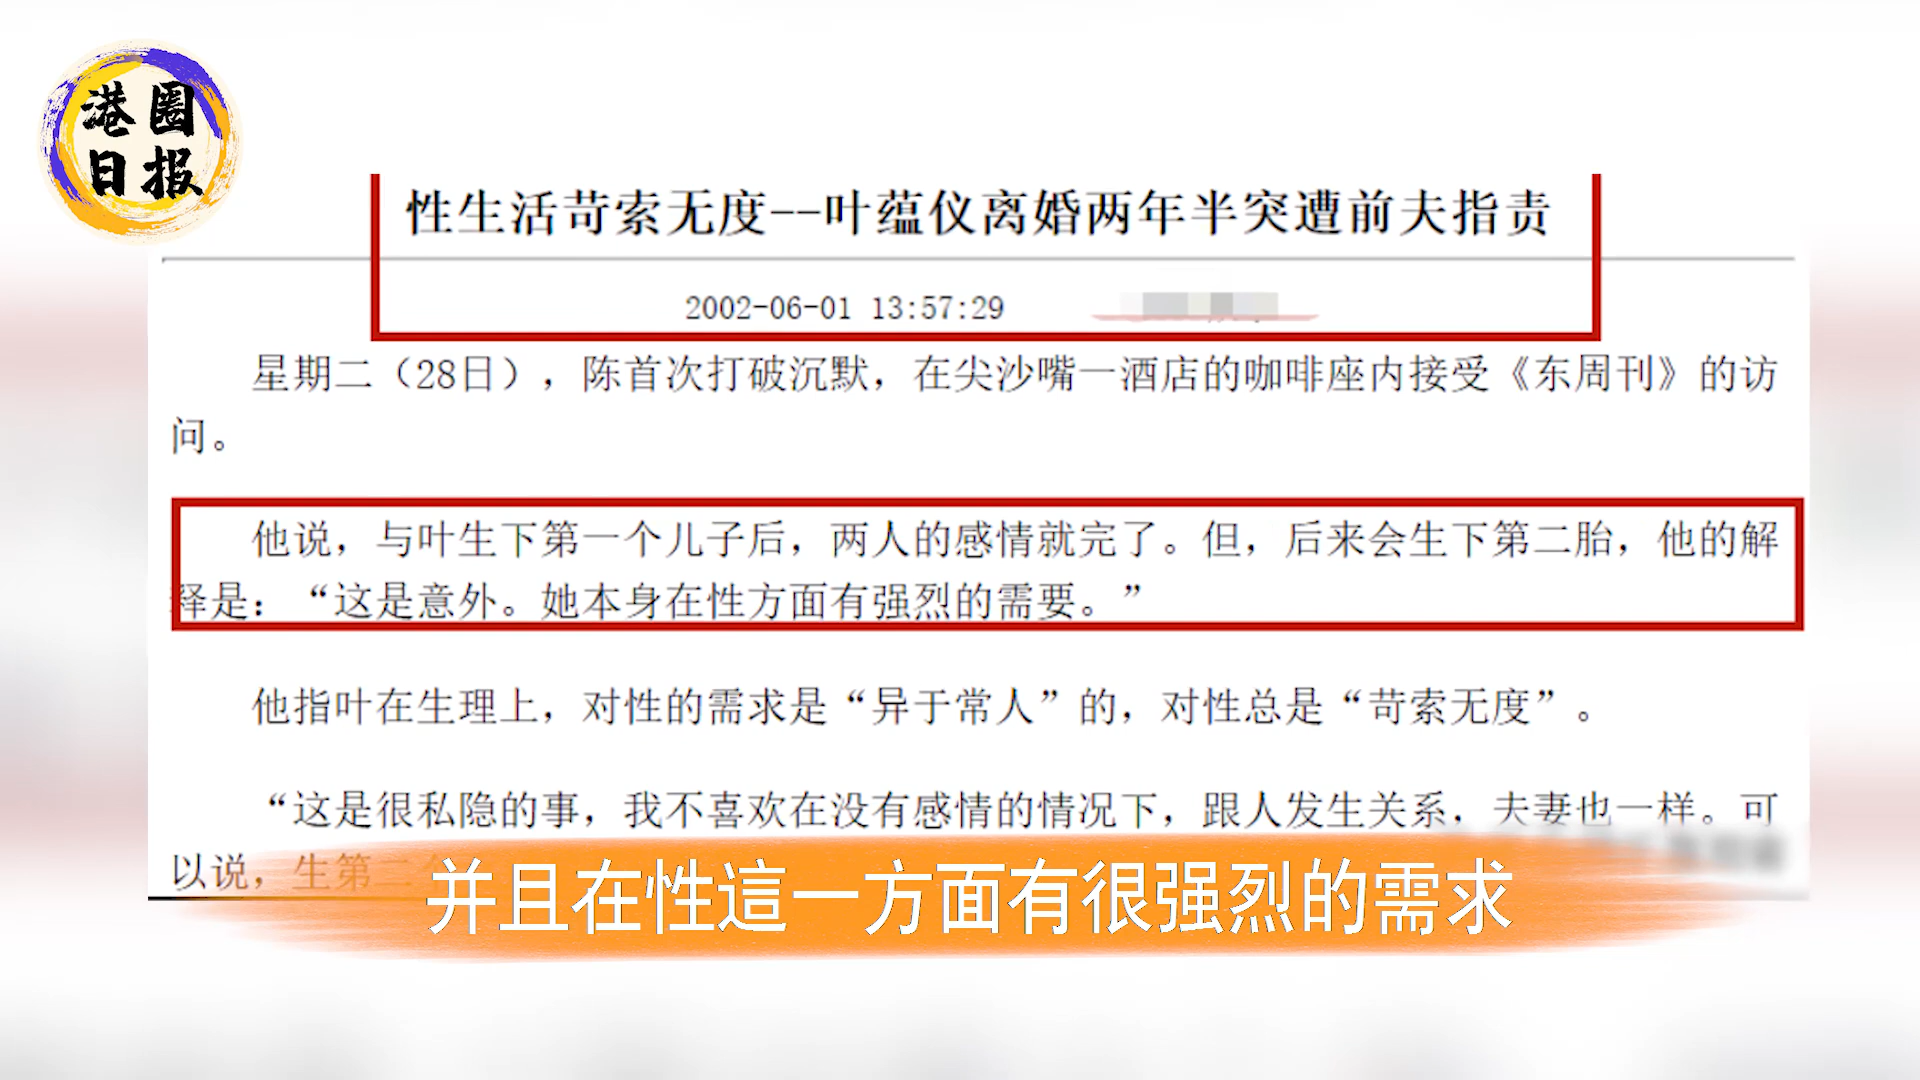 港圈
日报
性生活苛索无度--叶蕴仪离婚两年半突遭前夫指责
2002-06-01 13:57:29
星期二（28日），陈首次打破沉默，在尖沙嘴一酒店的咖啡座内接受《东周刊》的访
问。
他说，与叶生下第一个儿子后，两人的感情就完了。但，后来会生下第二胎，他的解
释是：“这是意外。她本身在性方面有强烈的需要。”
他指叶在生理上，对性的需求是“异于常人”的，对性总是“苛索无度”。
“这是很私隐的事，我不喜欢在没有感情的情况下，跟人发生关系，夫妻也一样。可
以说，生第二
并且在性這一方面有很强烈的需求